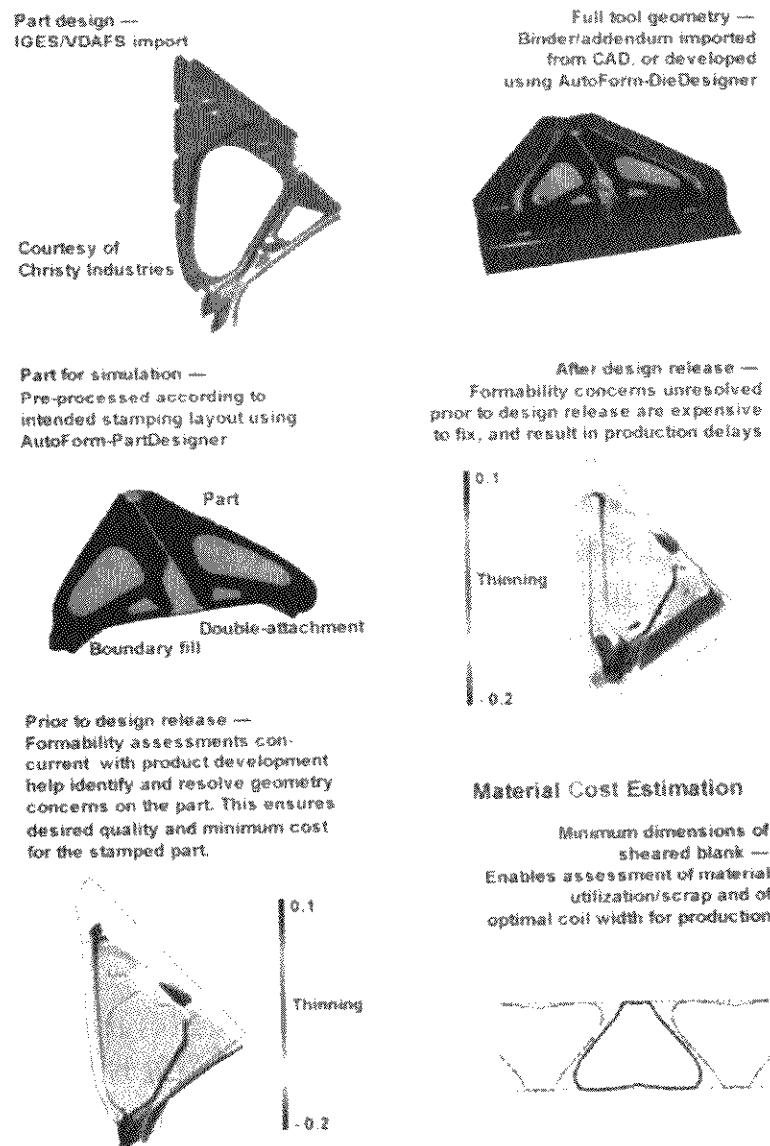 Part design —
IGES/VDAFS import
Full tool geometry —
Binder/addendum imported
from CAD, or developed
using AutoForm-DieDesigner
Courtesy of
Christy Industries
Part for simulation —
Pre-processed according to
intended stamping layout using
AutoForm-PartDesigner
Part
Double-attachment
Boundary fill
After design release —
Formability concerns unresolved
prior to design release are expensive
to fix, and result in production delays
0.1
Thinning
-0.2
Prior to design release —
Formability assessments con-
current with product development
help identify and resolve geometry
concerns on the part. This ensures
desired quality and minimum cost
for the stamped part.
0.1
Thinning
-0.2
Material Cost Estimation
Minimum dimensions of
sheared blank —
Enables assessment of material
utilization/scrap and of
optimal coil width for production